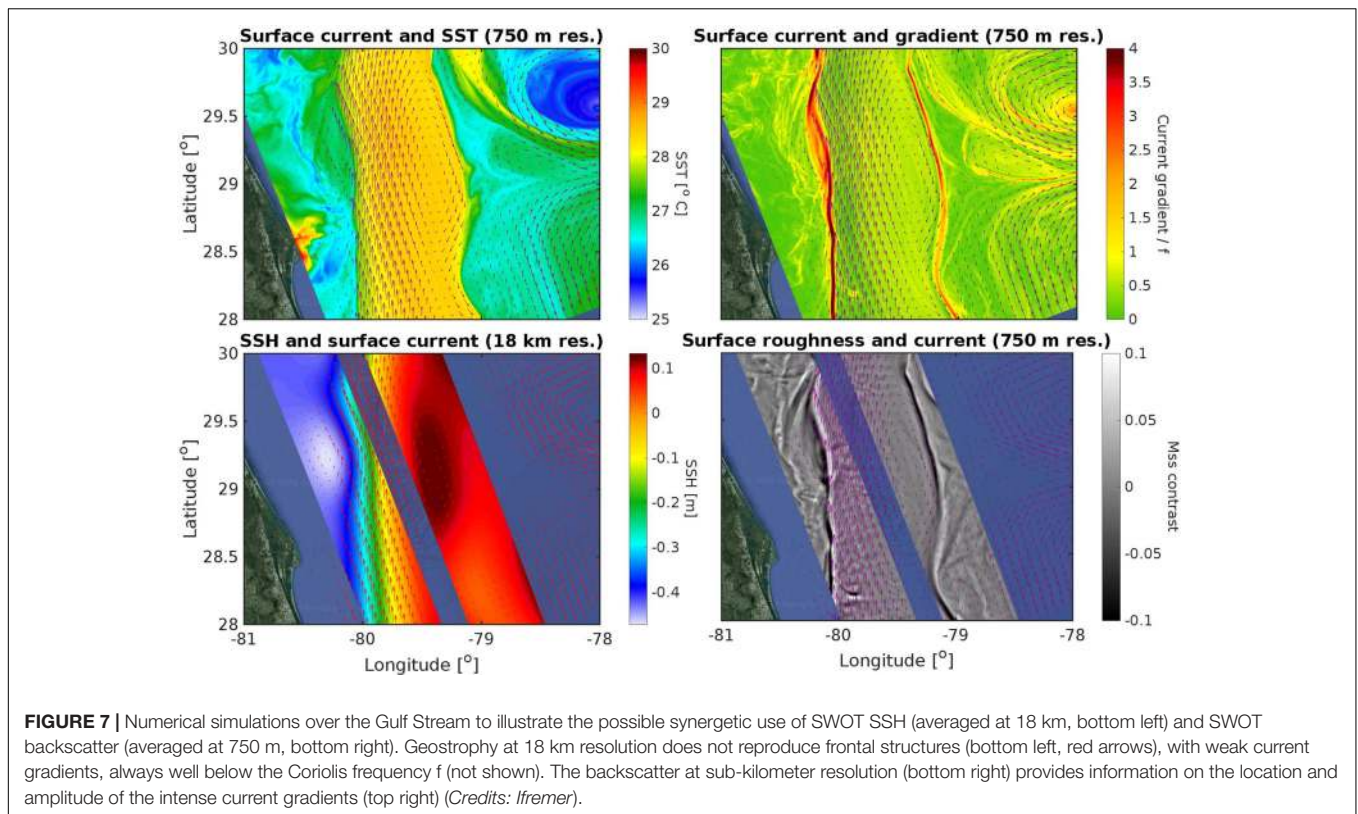 Surface current and SST (750 m res.)
30
29.5
29
28.5
28
Latitude [o]
30
29
28
27
26
25
SST [°C]
Surface current and gradient (750 m res.)
4
3.5
3
2.5
2
1.5
1
0.5
0
Current gradient / f
SSH and surface current (18 km res.)
30
29.5
29
28.5
28
Latitude [o]
-81 -80 -79 -78
Longitude [o]
0.1
0
-0.1
-0.2
-0.3
-0.4
SSH [m]
Surface roughness and current (750 m res.)
-81 -80 -79 -78
Longitude [o]
0.1
0.05
0
-0.05
-0.1
Mss contrast
FIGURE 7 | Numerical simulations over the Gulf Stream to illustrate the possible synergetic use of SWOT SSH (averaged at 18 km, bottom left) and SWOT
backscatter (averaged at 750 m, bottom right). Geostrophy at 18 km resolution does not reproduce frontal structures (bottom left, red arrows), with weak current
gradients, always well below the Coriolis frequency f (not shown). The backscatter at sub-kilometer resolution (bottom right) provides information on the location and
amplitude of the intense current gradients (top right) (Credits: Ifremer).